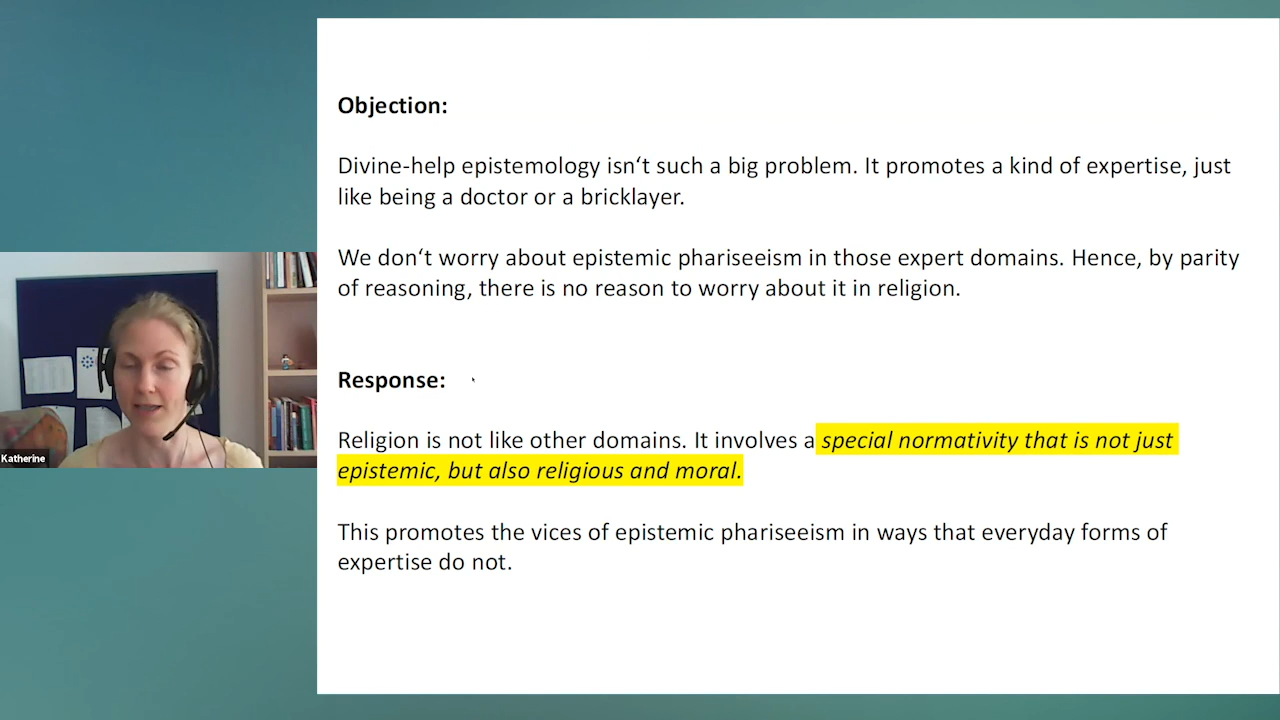 Objection:
Divine-help epistemology isn‘t such a big problem. It promotes a kind of expertise, just
like being a doctor or a bricklayer.
We don‘t worry about epistemic phariseeism in those expert domains. Hence, by parity
of reasoning, there is no reason to worry about it in religion.
Response:
Religion is not like other domains. It involves a special normativity that is not just
epistemic, but also religious and moral.
This promotes the vices of epistemic phariseeism in ways that everyday forms of
expertise do not.
Katherine